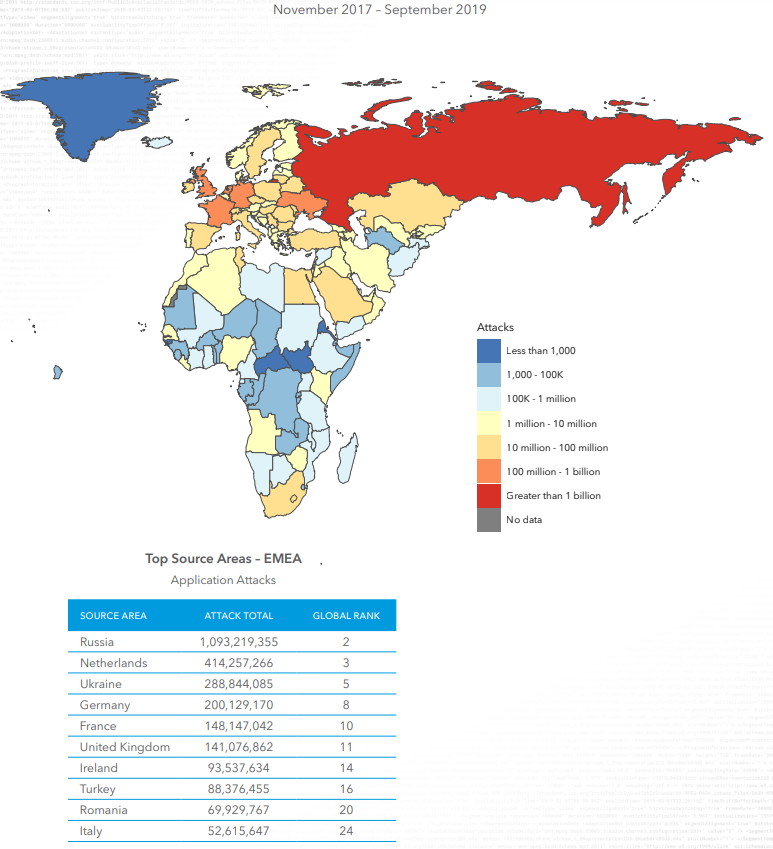 November 2017 – September 2019
Attacks
Less than 1,000
1,000 - 100K
100K - 1 million
1 million - 10 million
10 million - 100 million
100 million - 1 billion
Greater than 1 billion
No data
Top Source Areas – EMEA
Application Attacks
SOURCE AREA ATTACK TOTAL GLOBAL RANK
Russia 1,093,219,355 2
Netherlands 414,257,266 3
Ukraine 288,844,085 5
Germany 200,129,170 8
France 148,147,042 10
United Kingdom 141,076,862 11
Ireland 93,537,634 14
Turkey 88,376,455 16
Romania 69,929,767 20
Italy 52,615,647 24